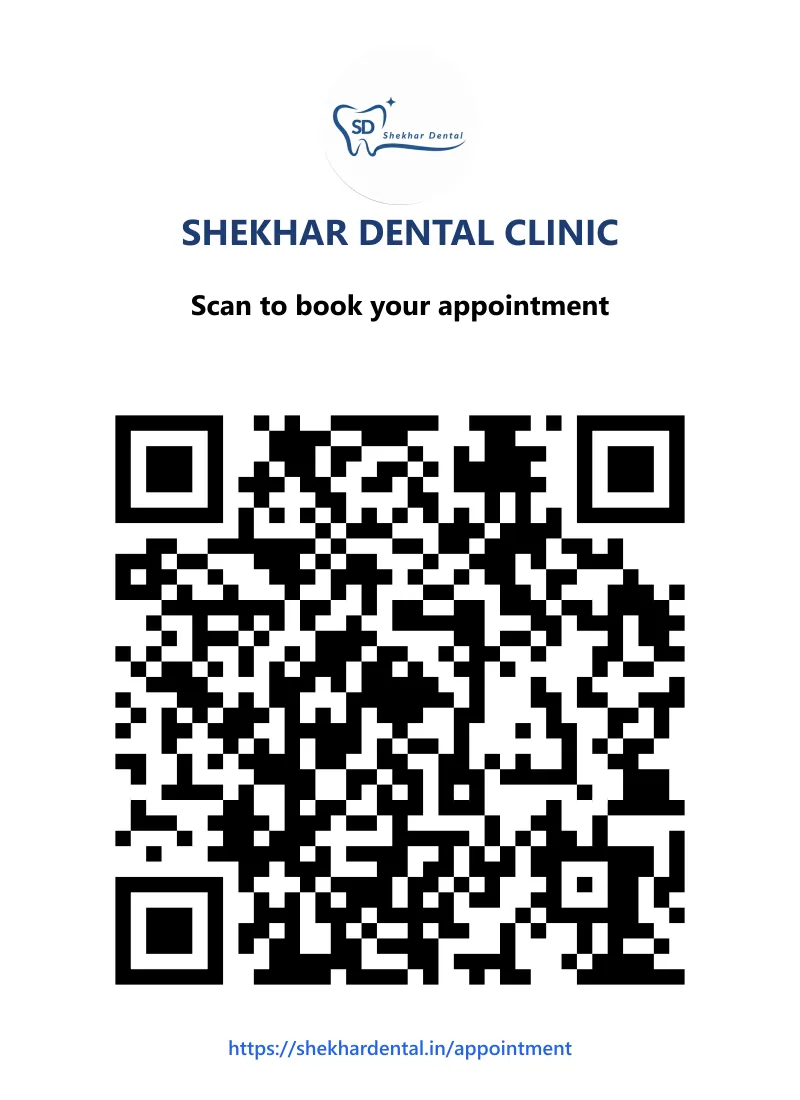 SD
Shekhar Dental
SHEKHAR DENTAL CLINIC
Scan to book your appointment
https://shekhardental.in/appointment